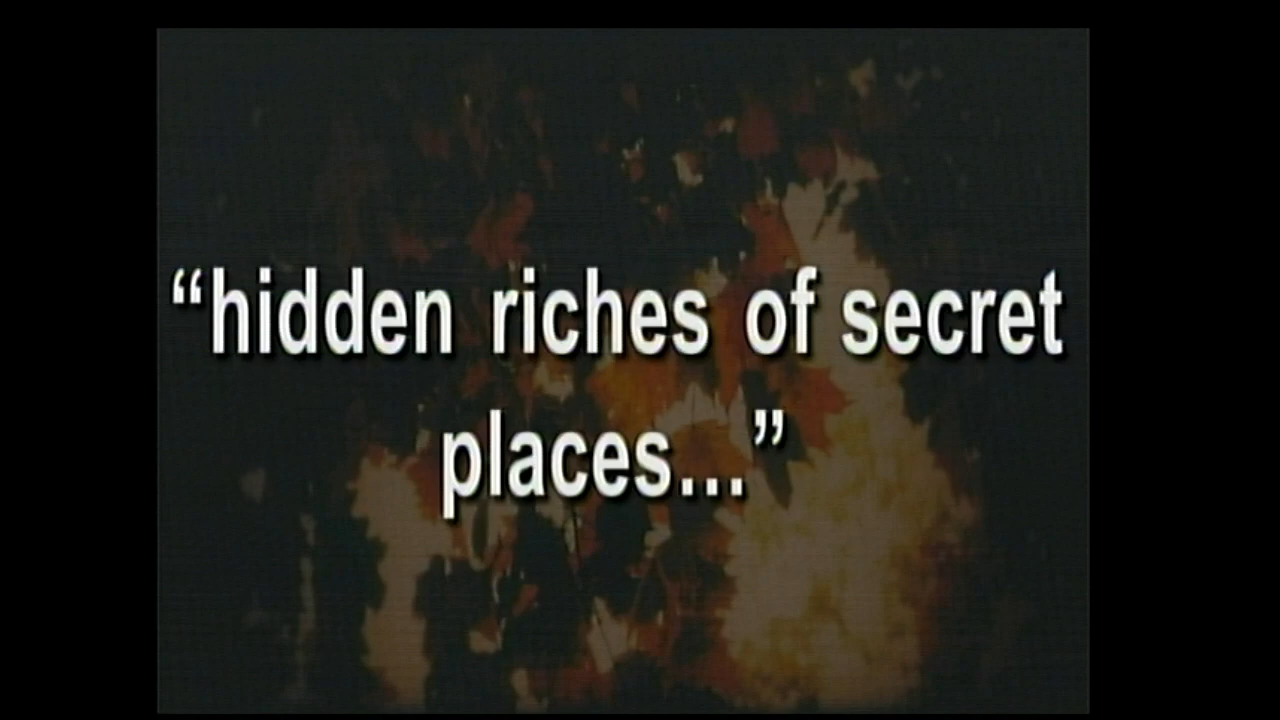 “hidden riches of secret
places...”